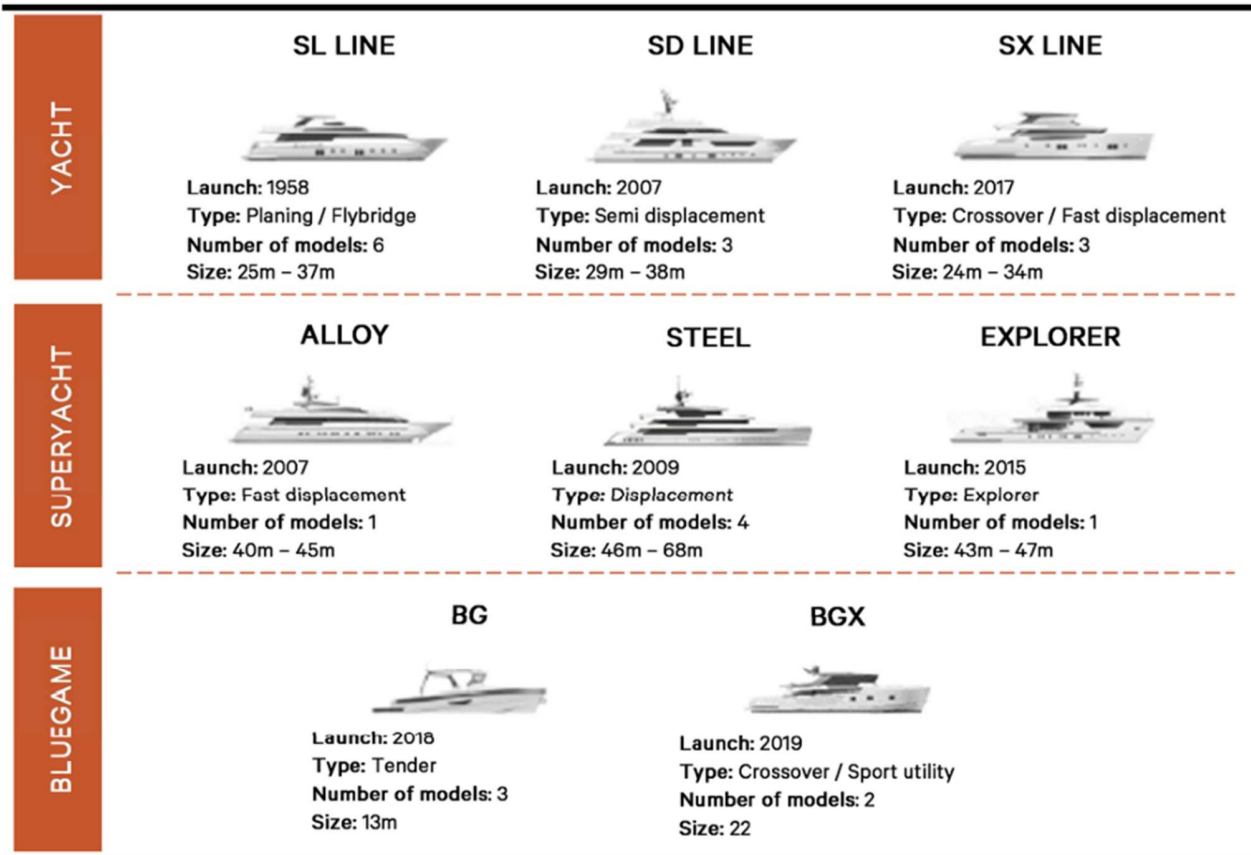 YACHT
SL LINE
Launch: 1958
Type: Planing / Flybridge
Number of models: 6
Size: 25m – 37m
SD LINE
Launch: 2007
Type: Semi displacement
Number of models: 3
Size: 29m – 38m
SX LINE
Launch: 2017
Type: Crossover / Fast displacement
Number of models: 3
Size: 24m – 34m
SUPERYACHT
ALLOY
Launch: 2007
Type: Fast displacement
Number of models: 1
Size: 40m – 45m
STEEL
Launch: 2009
Type: Displacement
Number of models: 4
Size: 46m – 68m
EXPLORER
Launch: 2015
Type: Explorer
Number of models: 1
Size: 43m – 47m
BLUEGAME
BG
Launch: 2018
Type: Tender
Number of models: 3
Size: 13m
BGX
Launch: 2019
Type: Crossover / Sport utility
Number of models: 2
Size: 22